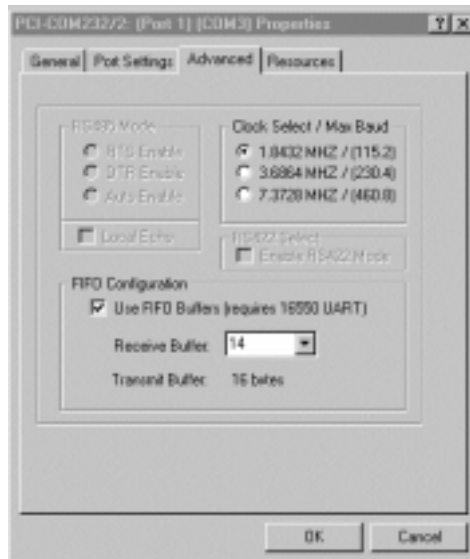 PCI-COM232/2: (Port 1) (COM3) Properties
General
Port Settings
Advanced
Resources
RS485 Mode
RTS Enable
DTR Enable
Auto Enable
Local Echo
Clock Select / Max Baud
1.8432 MHZ / (115.2)
3.6864 MHZ / (230.4)
7.3728 MHZ / (460.8)
RS422 Select
Enable RS422 Mode
FIFO Configuration
Use FIFO Buffers (requires 16550 UART)
Receive Buffer: 14
Transmit Buffer: 16 bytes
OK
Cancel